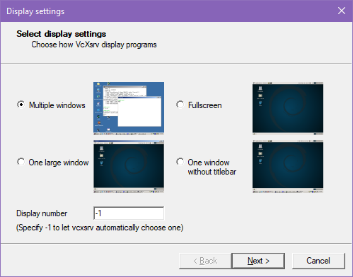 Display settings
Select display settings
Choose how VcXsrv display programs
Multiple windows
Fullscreen
One large window
One window
without titlebar
Display number
-1
(Specify -1 to let vcxsrv automatically choose one)
< Back
Next >
Cancel